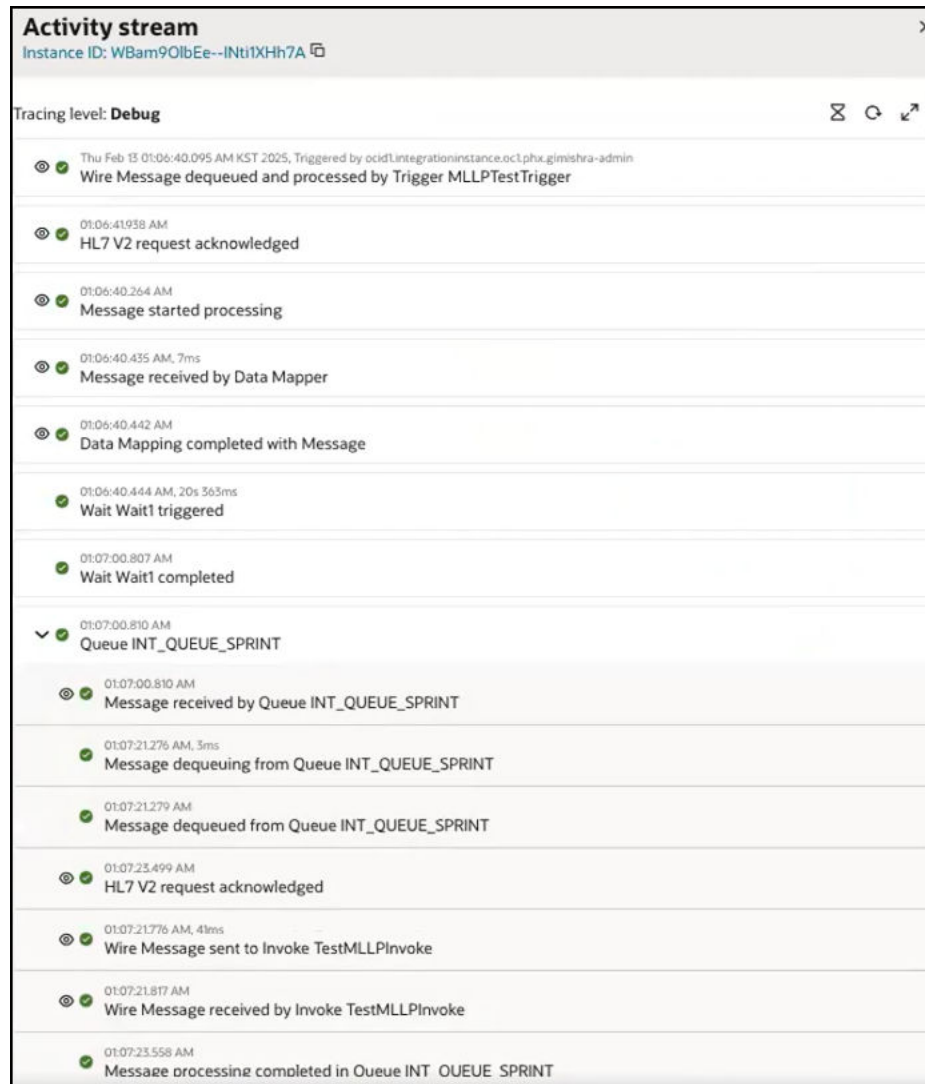 Activity stream
Instance ID: WBam9OlbEe--INti1XHh7A
Tracing level: Debug
Thu Feb 13 01:06:40.095 AM KST 2025, Triggered by ocid1.integrationinstance.oc1.phx.gimishra-admin
Wire Message dequeued and processed by Trigger MLLPTestTrigger
01:06:41.938 AM
HL7 V2 request acknowledged
01:06:40.264 AM
Message started processing
01:06:40.435 AM, 7ms
Message received by Data Mapper
01:06:40.442 AM
Data Mapping completed with Message
01:06:40.444 AM, 20s 363ms
Wait Wait1 triggered
01:07:00.807 AM
Wait Wait1 completed
01:07:00.810 AM
Queue INT_QUEUE_SPRINT
01:07:00.810 AM
Message received by Queue INT_QUEUE_SPRINT
01:07:21.276 AM, 3ms
Message dequeuing from Queue INT_QUEUE_SPRINT
01:07:21.279 AM
Message dequeued from Queue INT_QUEUE_SPRINT
01:07:23.499 AM
HL7 V2 request acknowledged
01:07:21.776 AM, 41ms
Wire Message sent to Invoke TestMLLPInvoke
01:07:21.817 AM
Wire Message received by Invoke TestMLLPInvoke
01:07:23.558 AM
Message processing completed in Queue INT_QUEUE_SPRINT